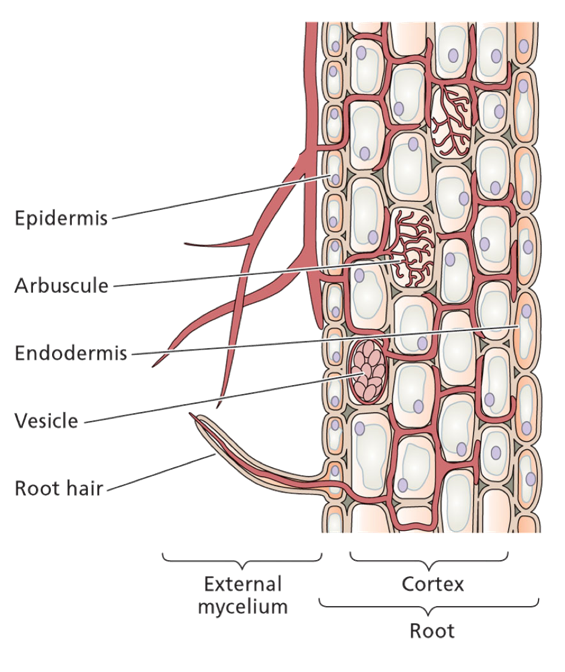 Epidermis
Arbuscule
Endodermis
Vesicle
Root hair
External
mycelium
Cortex
Root